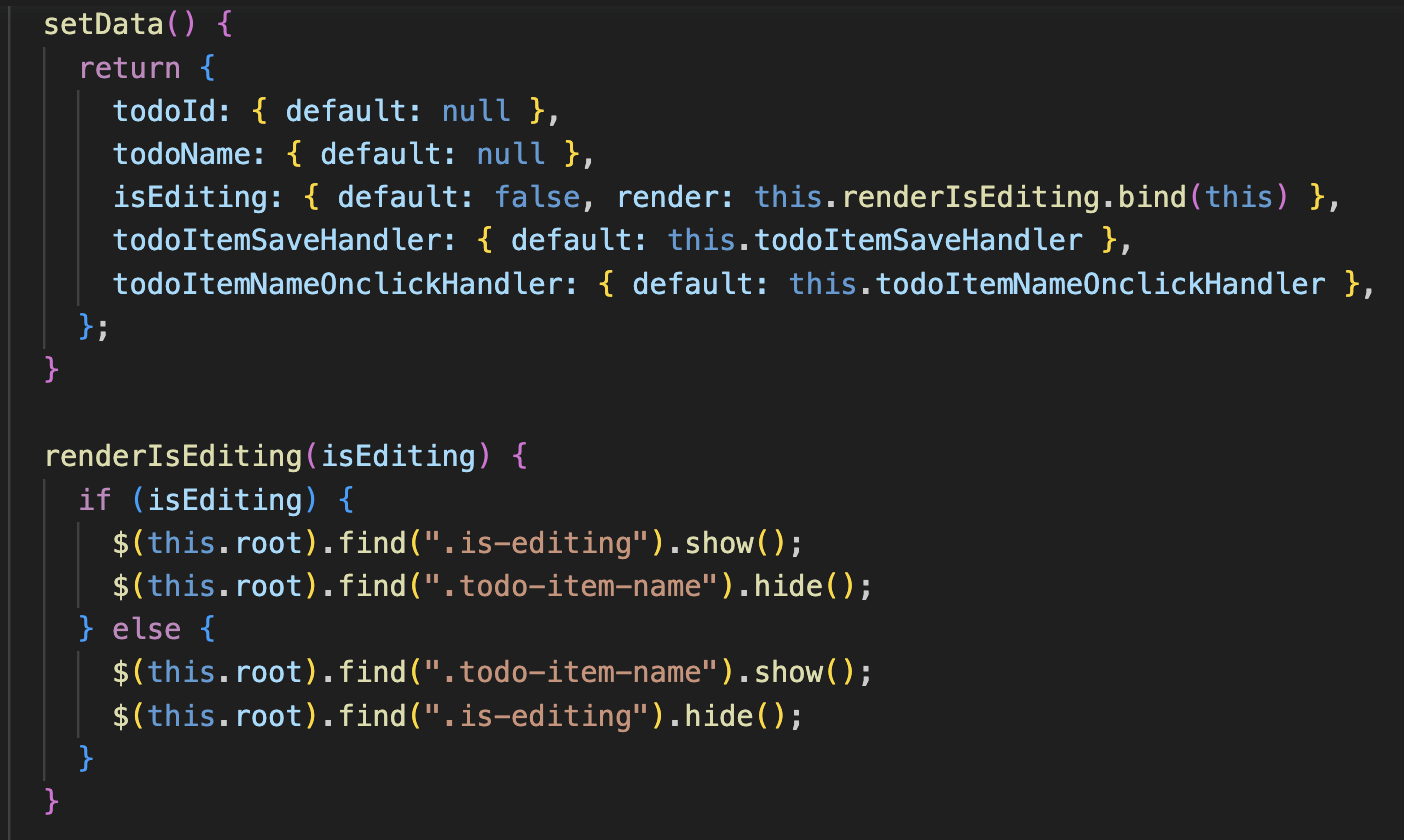 setData() {
return {
todoId: { default: null },
todoName: { default: null },
isEditing: { default: false, render: this.renderIsEditing.bind(this) },
todoItemSaveHandler: { default: this.todoItemSaveHandler },
todoItemNameOnclickHandler: { default: this.todoItemNameOnclickHandler },
};
}
renderIsEditing(isEditing) {
if (isEditing) {
$(this.root).find(".is-editing").show();
$(this.root).find(".todo-item-name").hide();
} else {
$(this.root).find(".todo-item-name").show();
$(this.root).find(".is-editing").hide();
}
}